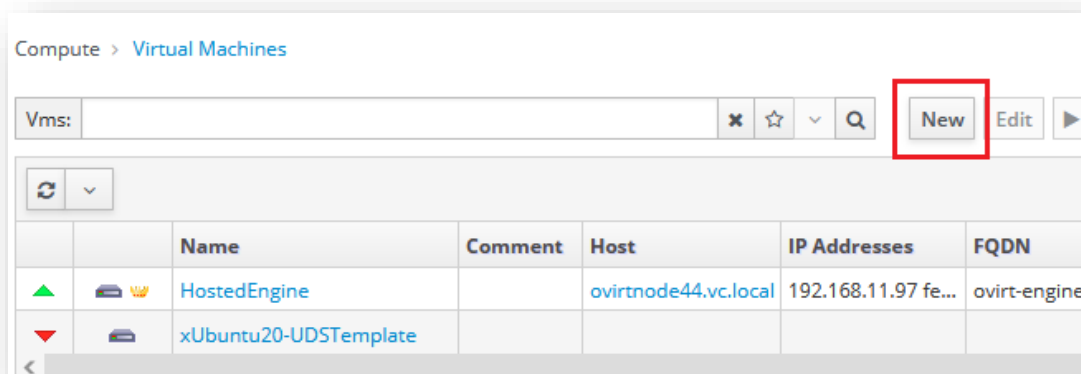 Compute > Virtual Machines
Vms: New Edit
Name Comment Host IP Addresses FQDN
HostedEngine ovirtnode44.vc.local 192.168.11.97 fe... ovirt-engine
xUbuntu20-UDSTemplate